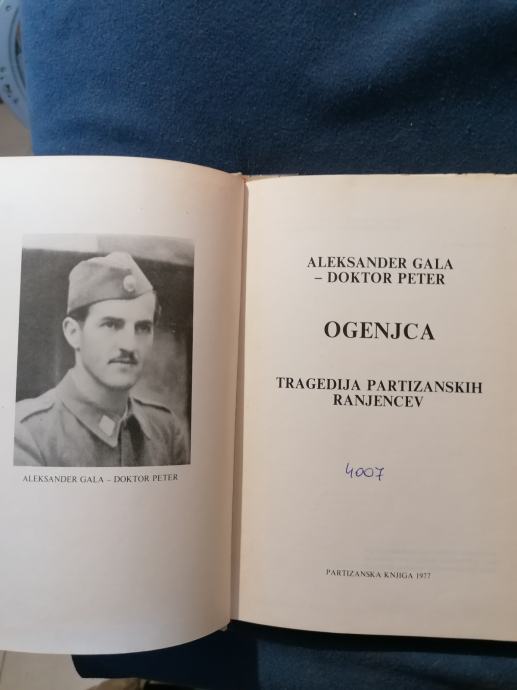 ALEKSANDER GALA – DOKTOR PETER
ALEKSANDER GALA
– DOKTOR PETER
OGENJCA
TRAGEDIJA PARTIZANSKIH
RANJENCEV
4007
PARTIZANSKA KNJIGA 1977